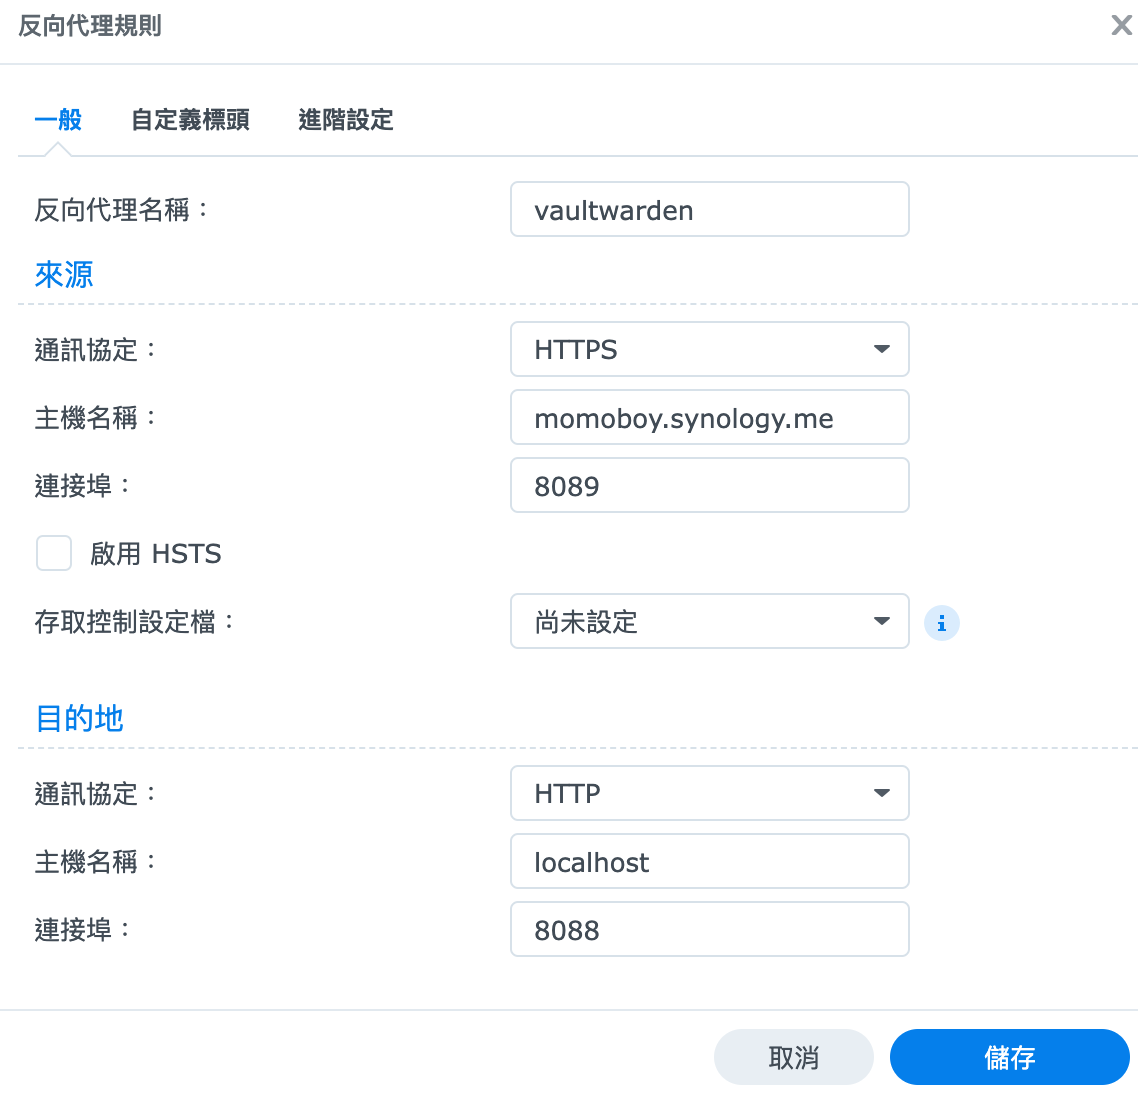 反向代理規則
一般 自定義標頭 進階設定
反向代理名稱： vaultwarden
來源
通訊協定： HTTPS
主機名稱： momoboy.synology.me
連接埠： 8089
啟用 HSTS
存取控制設定檔： 尚未設定
目的地
通訊協定： HTTP
主機名稱： localhost
連接埠： 8088
取消 儲存